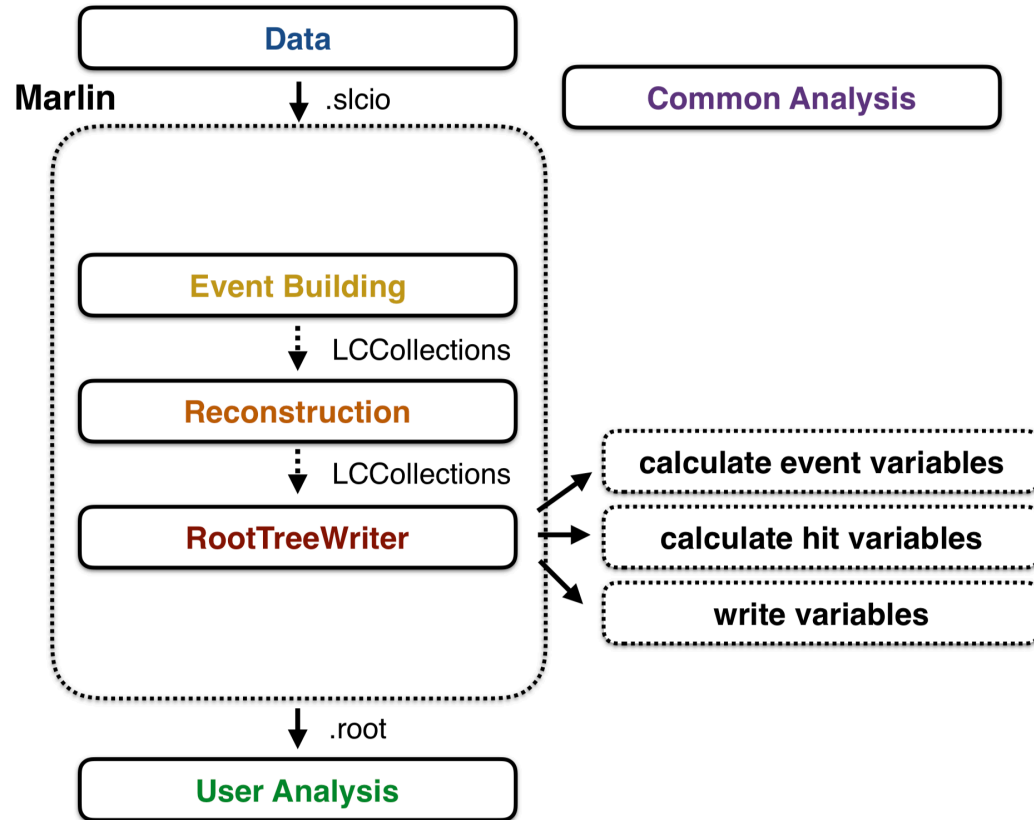 Data
Marlin
.slcio
Common Analysis
Event Building
LCCollections
Reconstruction
LCCollections
calculate event variables
RootTreeWriter
calculate hit variables
write variables
.root
User Analysis